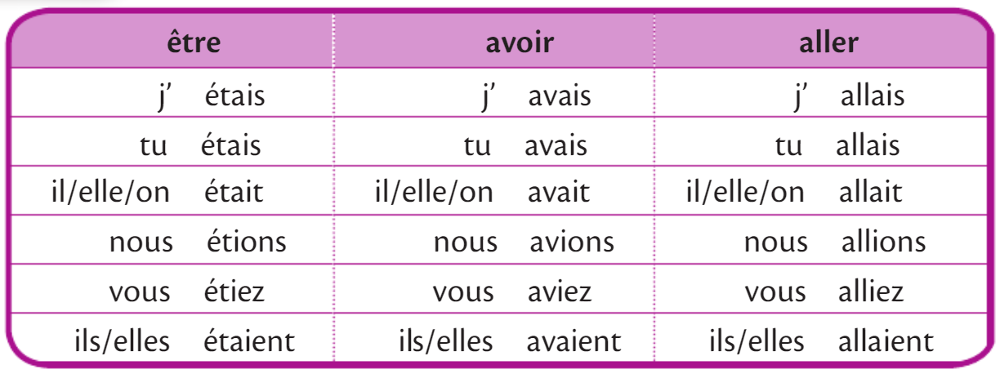 être avoir aller
j’ étais j’ avais j’ allais
tu étais tu avais tu allais
il/elle/on était il/elle/on avait il/elle/on allait
nous étions nous avions nous allions
vous étiez vous aviez vous alliez
ils/elles étaient ils/elles avaient ils/elles allaient